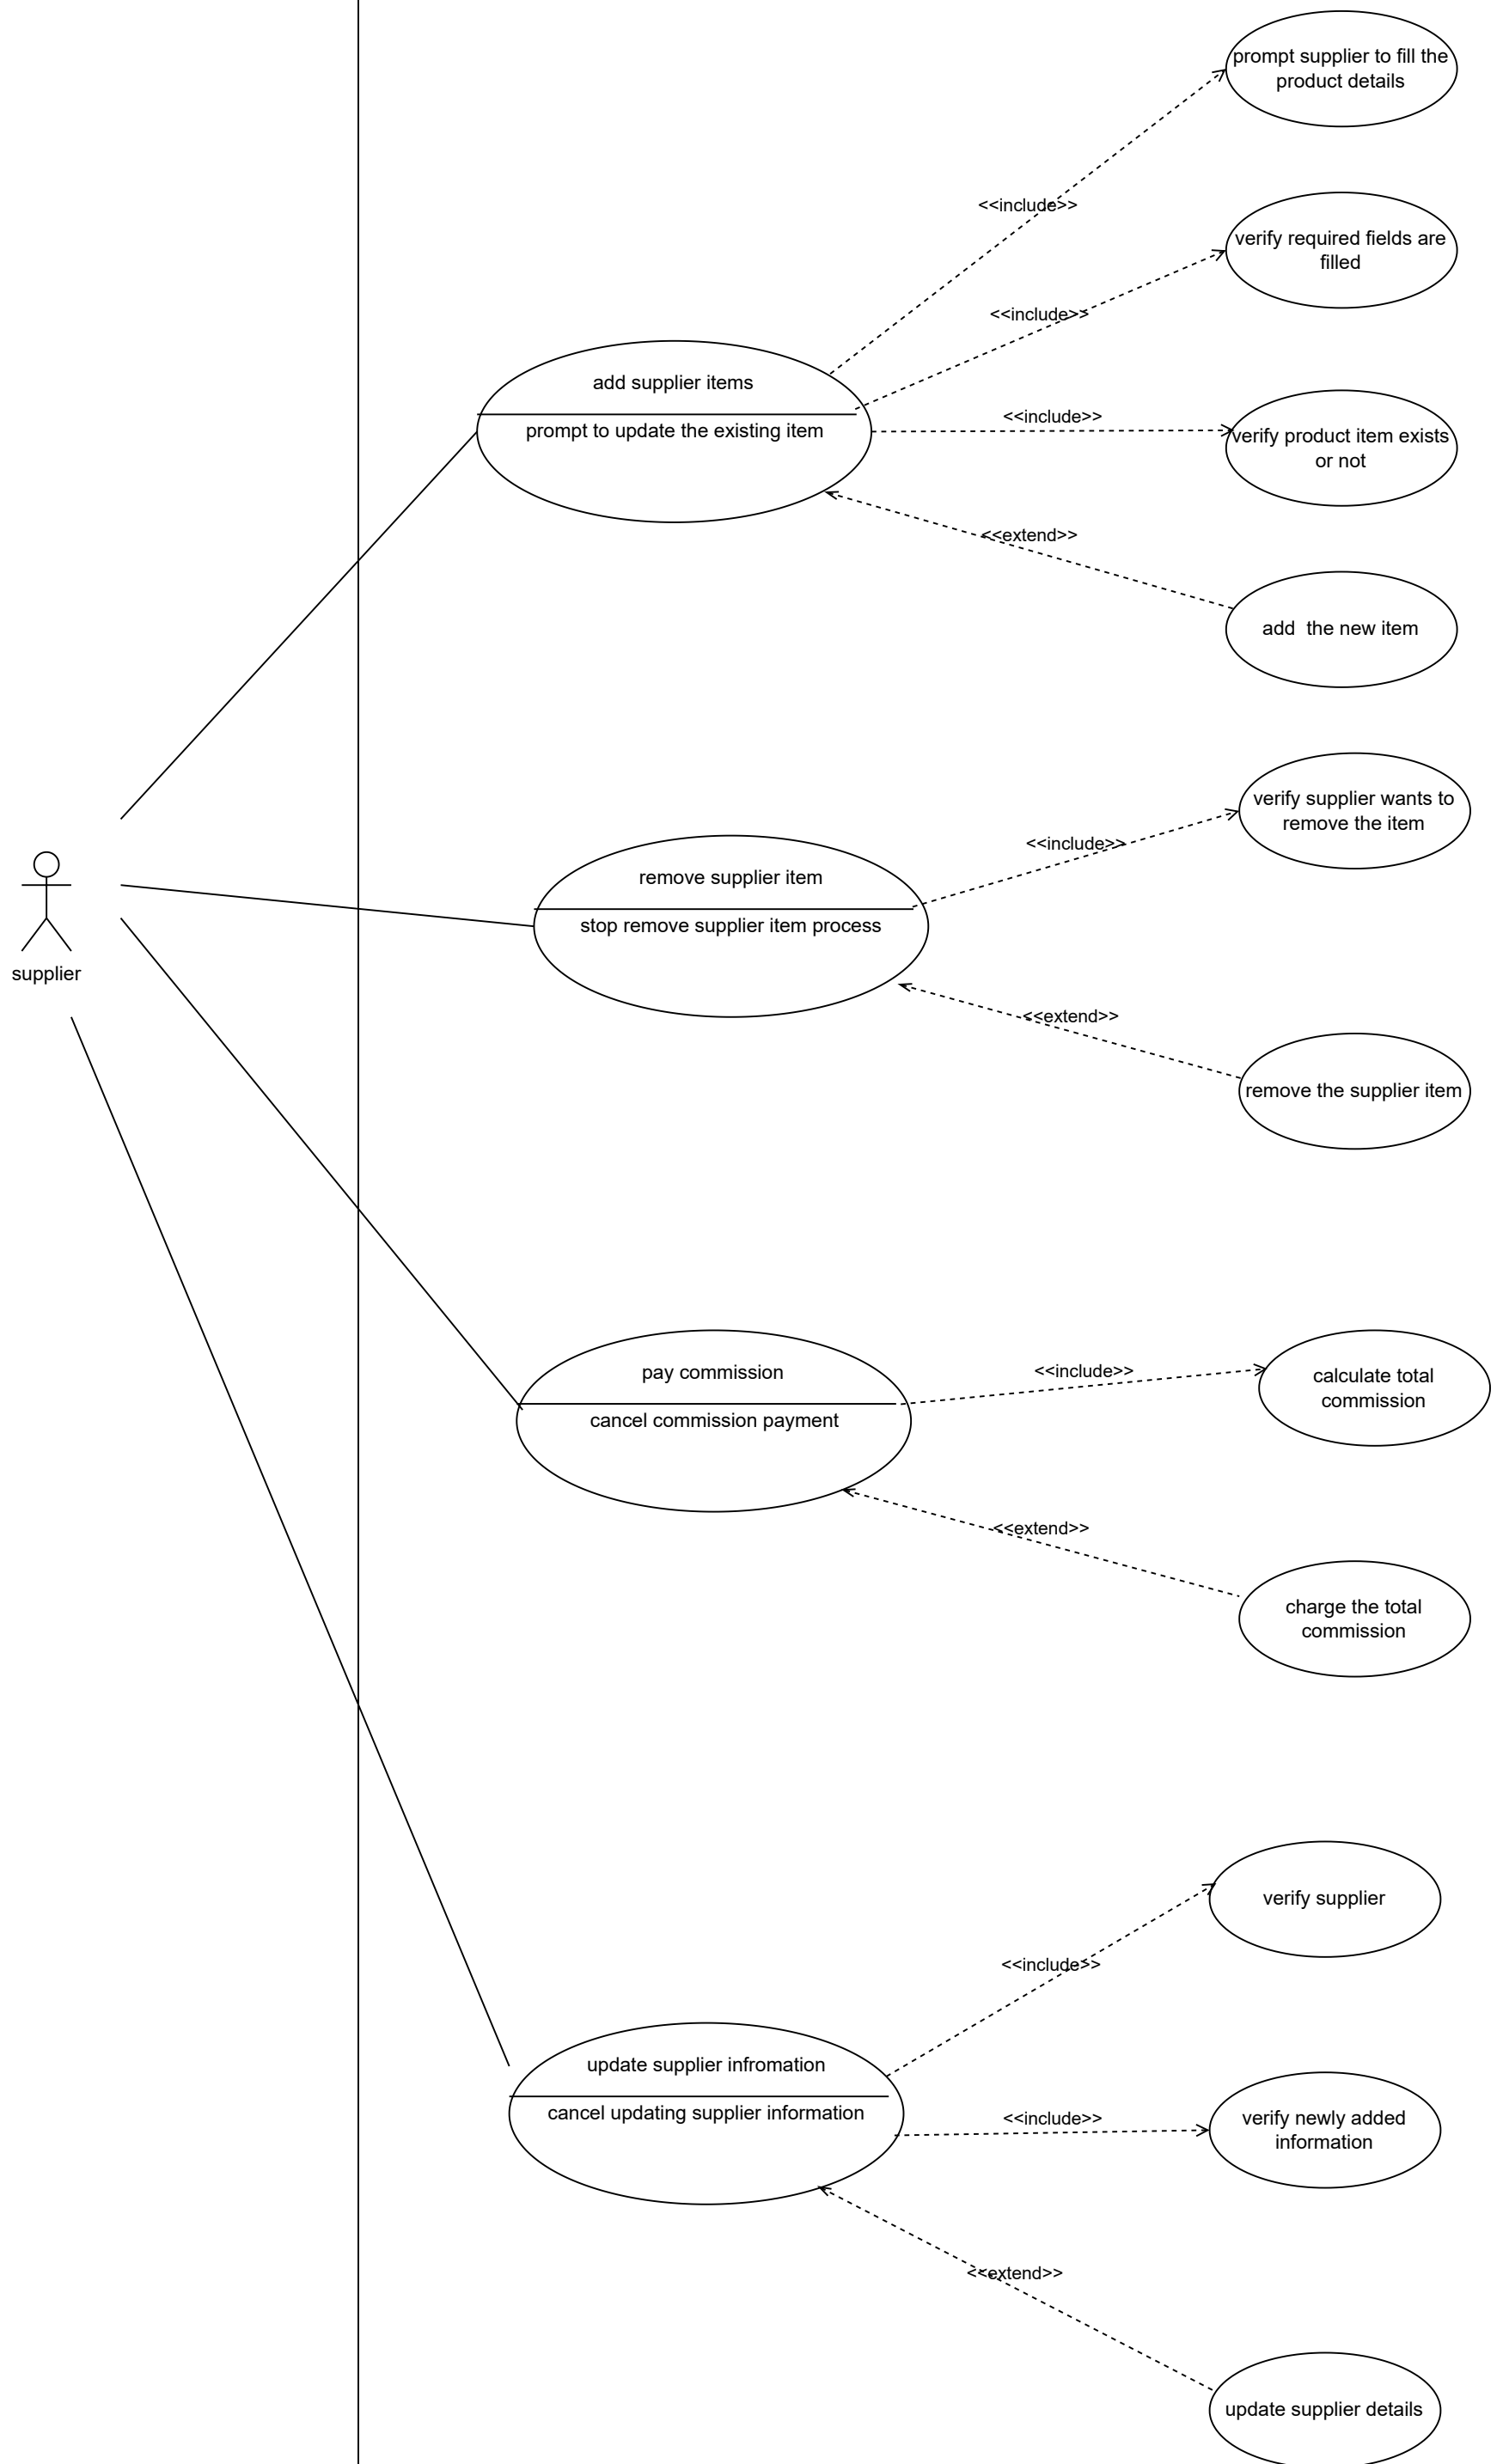 prompt supplier to fill the
product details
<<include>>
verify required fields are
filled
<<include>>
add supplier items
prompt to update the existing item
<<include>>
verify product item exists
or not
<<extend>>
add  the new item
verify supplier wants to
remove the item
<<include>>
remove supplier item
stop remove supplier item process
supplier
<<extend>>
remove the supplier item
pay commission
cancel commission payment
<<include>>
calculate total
commission
<<extend>>
charge the total
commission
verify supplier
<<include>>
update supplier infromation
cancel updating supplier information
<<include>>
verify newly added
information
<<extend>>
update supplier details